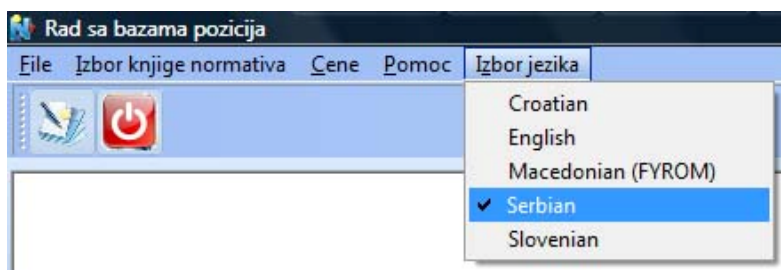 Rad sa bazama pozicija
File Izbor knjige normativa Cene Pomoc Izbor jezika
Croatian
English
Macedonian (FYROM)
Serbian
Slovenian